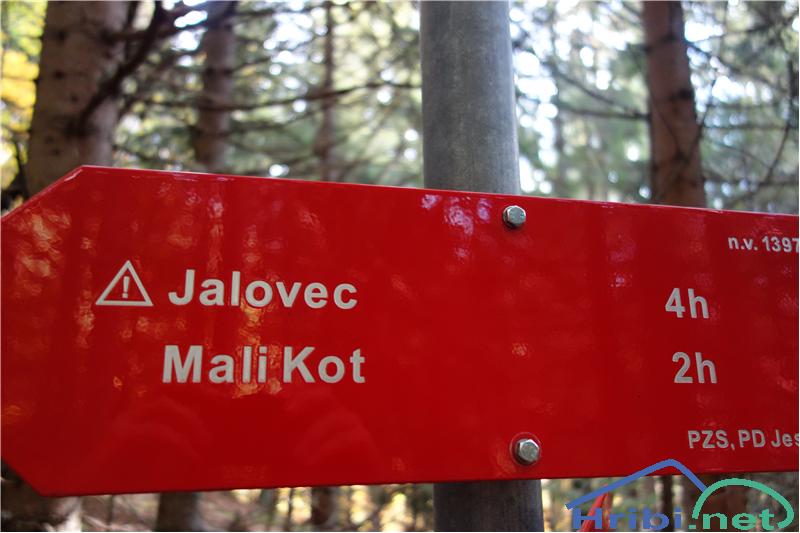 n.v. 1397
Jalovec 4h
Mali Kot 2h
PZS, PD Jes
Hribi.net